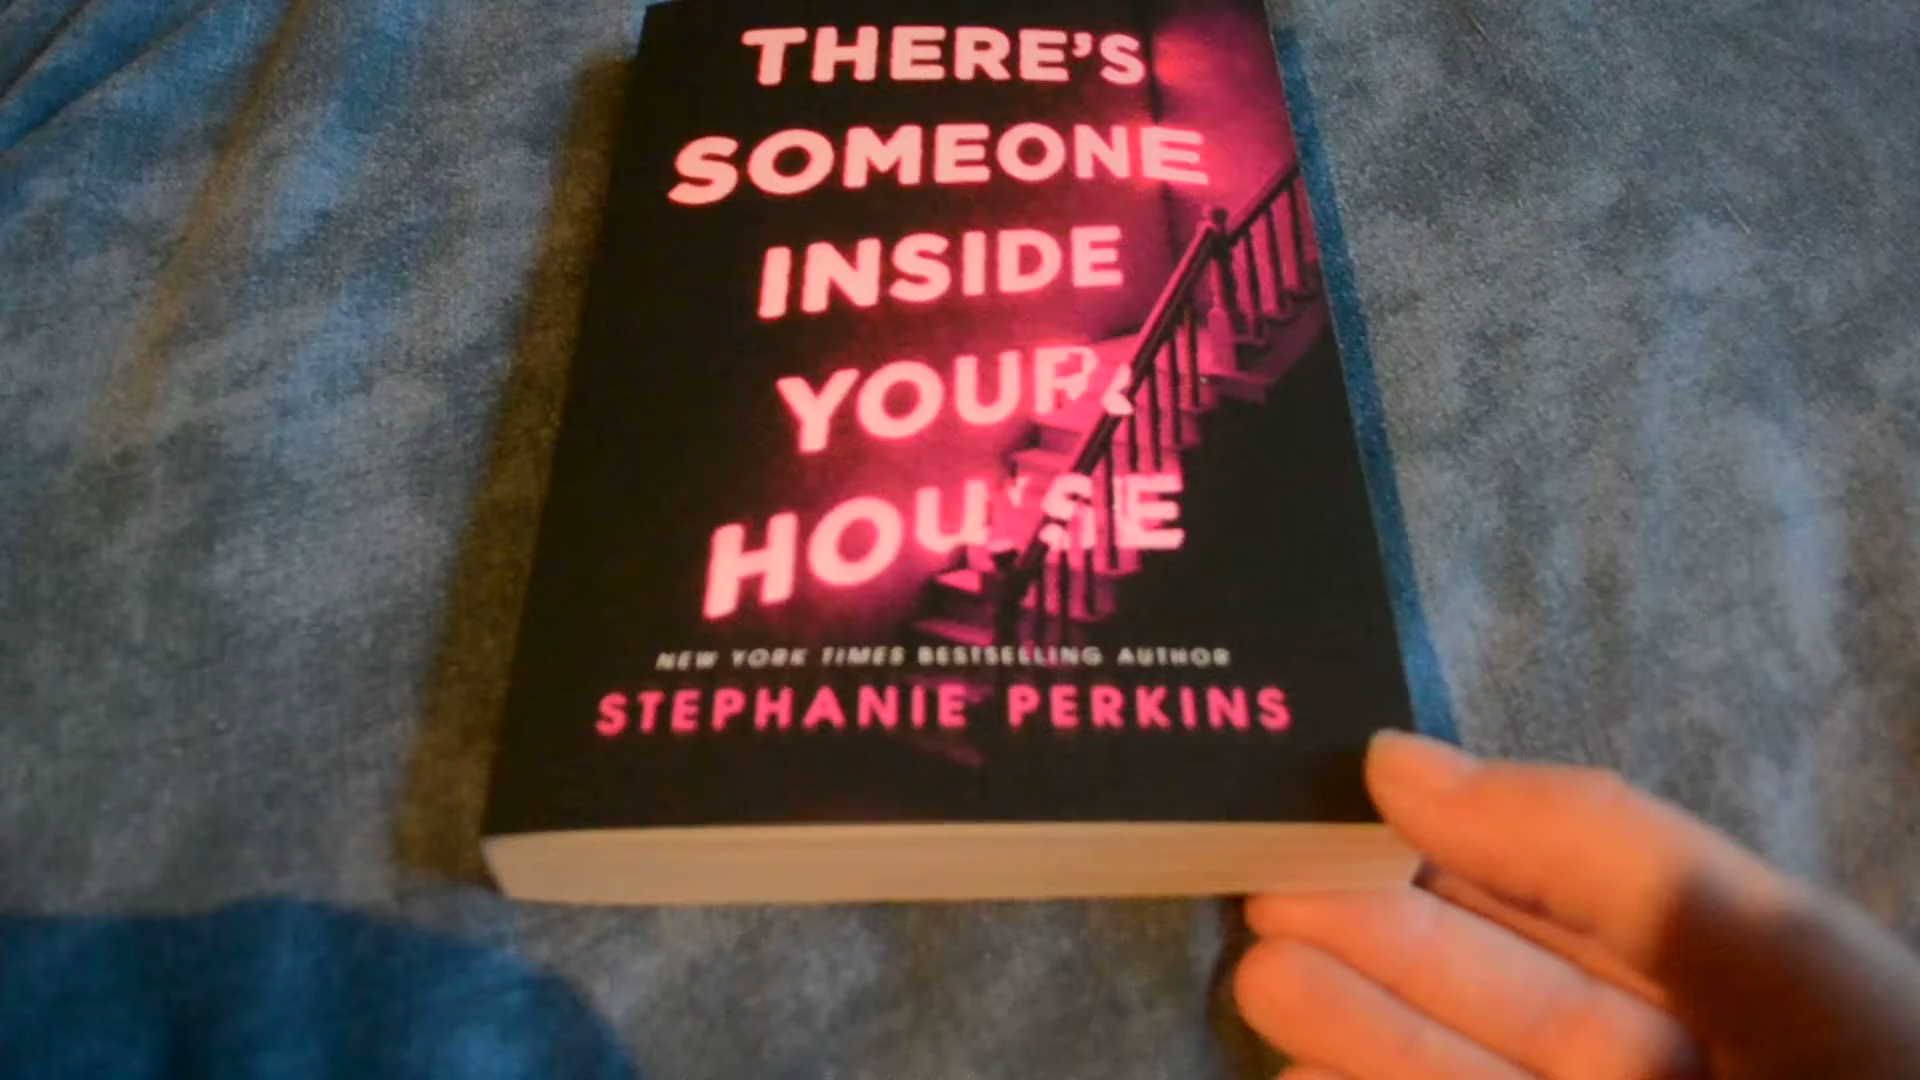 THERE'S
SOMEONE
INSIDE
YOUR
HOUSE
NEW YORK TIMES BESTSELLING AUTHOR
STEPHANIE PERKINS